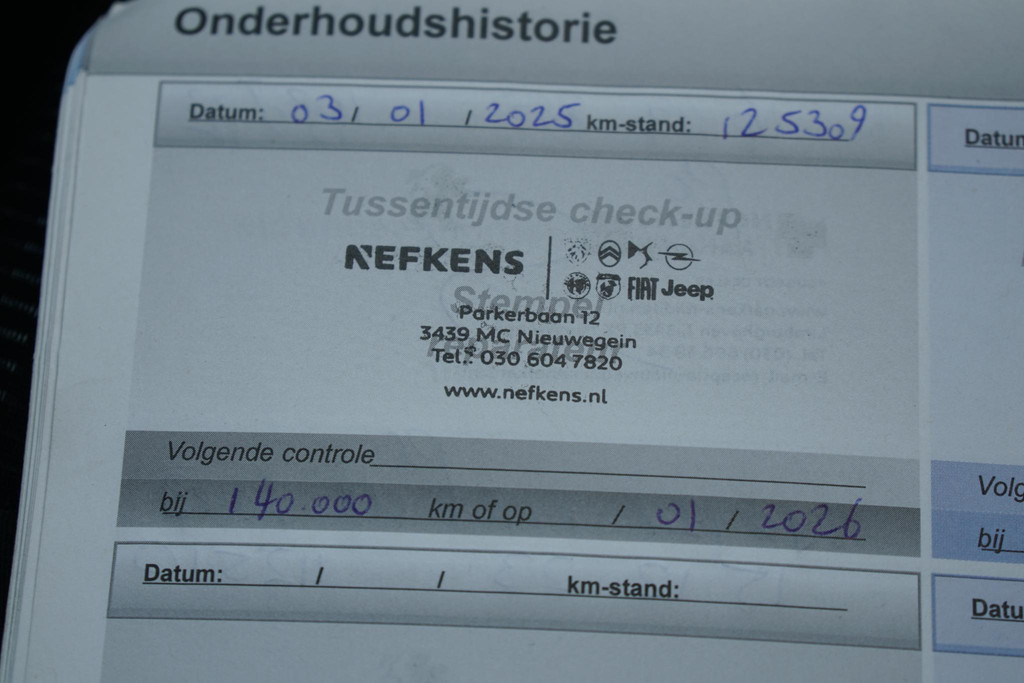 Onderhoudshistorie
Datum: 03 / 01 / 2025 km-stand: 125309
Datum
Tussentijdse check-up
NEFKENS
FIAT Jeep
Stempel
Parkerbaan 12
3439 MC Nieuwegein
reparateur
Tel.: 030 604 7820
www.nefkens.nl
Volgende controle
bij 140.000 km of op / 01 / 2026
Volg
bij
Datum: / / km-stand:
Datu